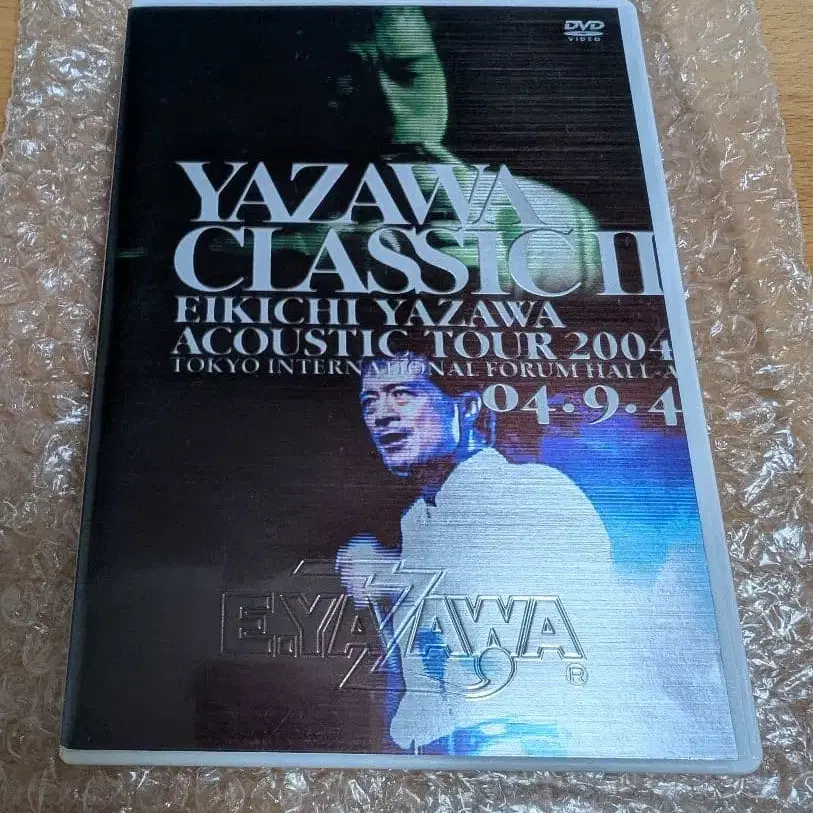 DVD
VIDEO
YAZAWA
CLASSIC II
EIKICHI YAZAWA
ACOUSTIC TOUR 2004
TOKYO INTERNATIONAL FORUM HALL-A
04.9.4
E.YAZAWA
®